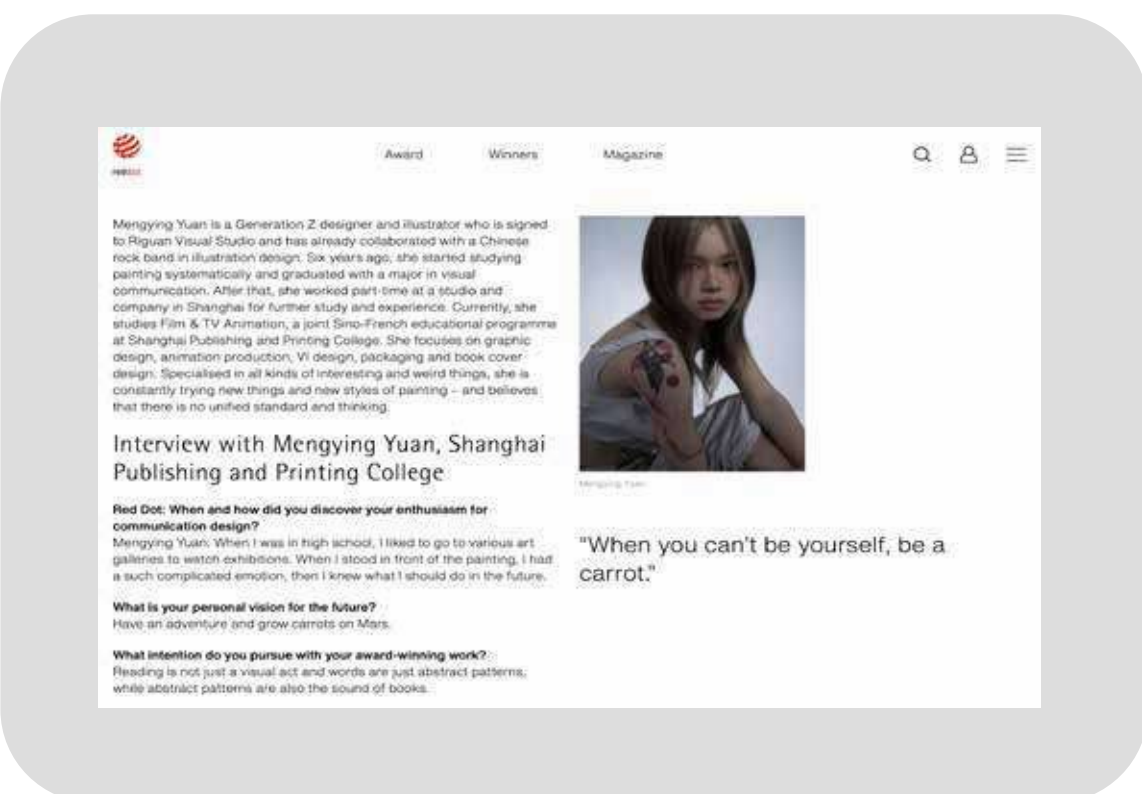 Award
Winners
Magazine
reddot
Mengying Yuan is a Generation Z designer and illustrator who is signed
to Riguan Visual Studio and has already collaborated with a Chinese
rock band in illustration design. Six years ago, she started studying
painting systematically and graduated with a major in visual
communication. After that, she worked part-time at a studio and
company in Shanghai for further study and experience. Currently, she
studies Film & TV Animation, a joint Sino-French educational programme
at Shanghai Publishing and Printing College. She focuses on graphic
design, animation production, VI design, packaging and book cover
design. Specialised in all kinds of interesting and weird things, she is
constantly trying new things and new styles of painting – and believes
that there is no unified standard and thinking.
Interview with Mengying Yuan, Shanghai
Publishing and Printing College
Red Dot: When and how did you discover your enthusiasm for
communication design?
Mengying Yuan: When I was in high school, I liked to go to various art
galleries to watch exhibitions. When I stood in front of the painting, I had
a such complicated emotion, then I knew what I should do in the future.
What is your personal vision for the future?
Have an adventure and grow carrots on Mars.
What intention do you pursue with your award-winning work?
Reading is not just a visual act and words are just abstract patterns,
while abstract patterns are also the sound of books.
Mengying Yuan
"When you can't be yourself, be a
carrot."